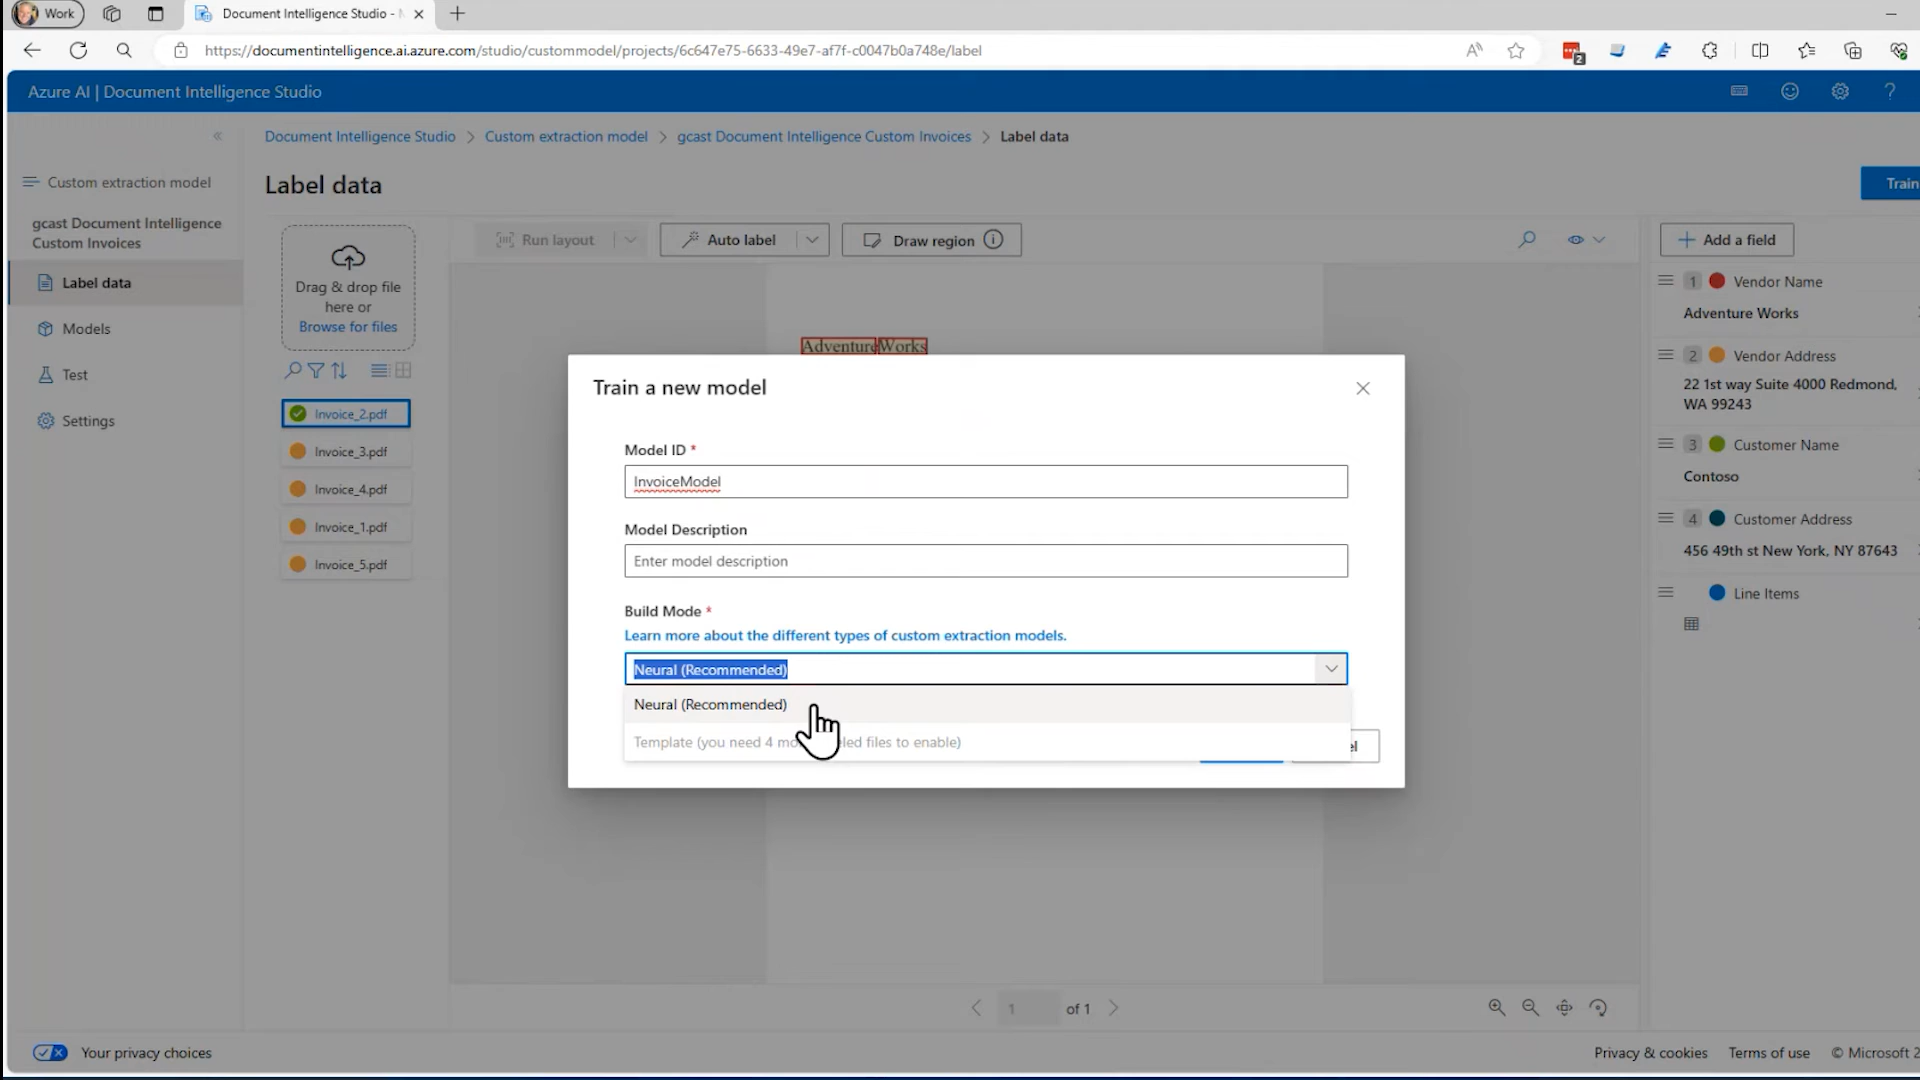 Work
Document Intelligence Studio -
https://documentintelligence.ai.azure.com/studio/custommodel/projects/6c647e75-6633-49e7-af7f-c0047b0a748e/label
2
Azure AI | Document Intelligence Studio
Document Intelligence Studio > Custom extraction model > gcast Document Intelligence Custom Invoices > Label data
Custom extraction model
Label data
Train
gcast Document Intelligence
Custom Invoices
Label data
Models
Test
Settings
Drag & drop file
here or
Browse for files
Invoice_2.pdf
Invoice_3.pdf
Invoice_4.pdf
Invoice_1.pdf
Invoice_5.pdf
Run layout
Auto label
Draw region
Adventure Works
Train a new model
Model ID *
InvoiceModel
Model Description
Enter model description
Build Mode *
Learn more about the different types of custom extraction models.
Neural (Recommended)
Neural (Recommended)
Template (you need 4 files to enable)
Add a field
1 Vendor Name
Adventure Works
2 Vendor Address
22 1st way Suite 4000 Redmond,
WA 99243
3 Customer Name
Contoso
4 Customer Address
456 49th st New York, NY 87643
Line Items
1 of 1
Your privacy choices
Privary & cookies
Terms of use
© Microsoft 2